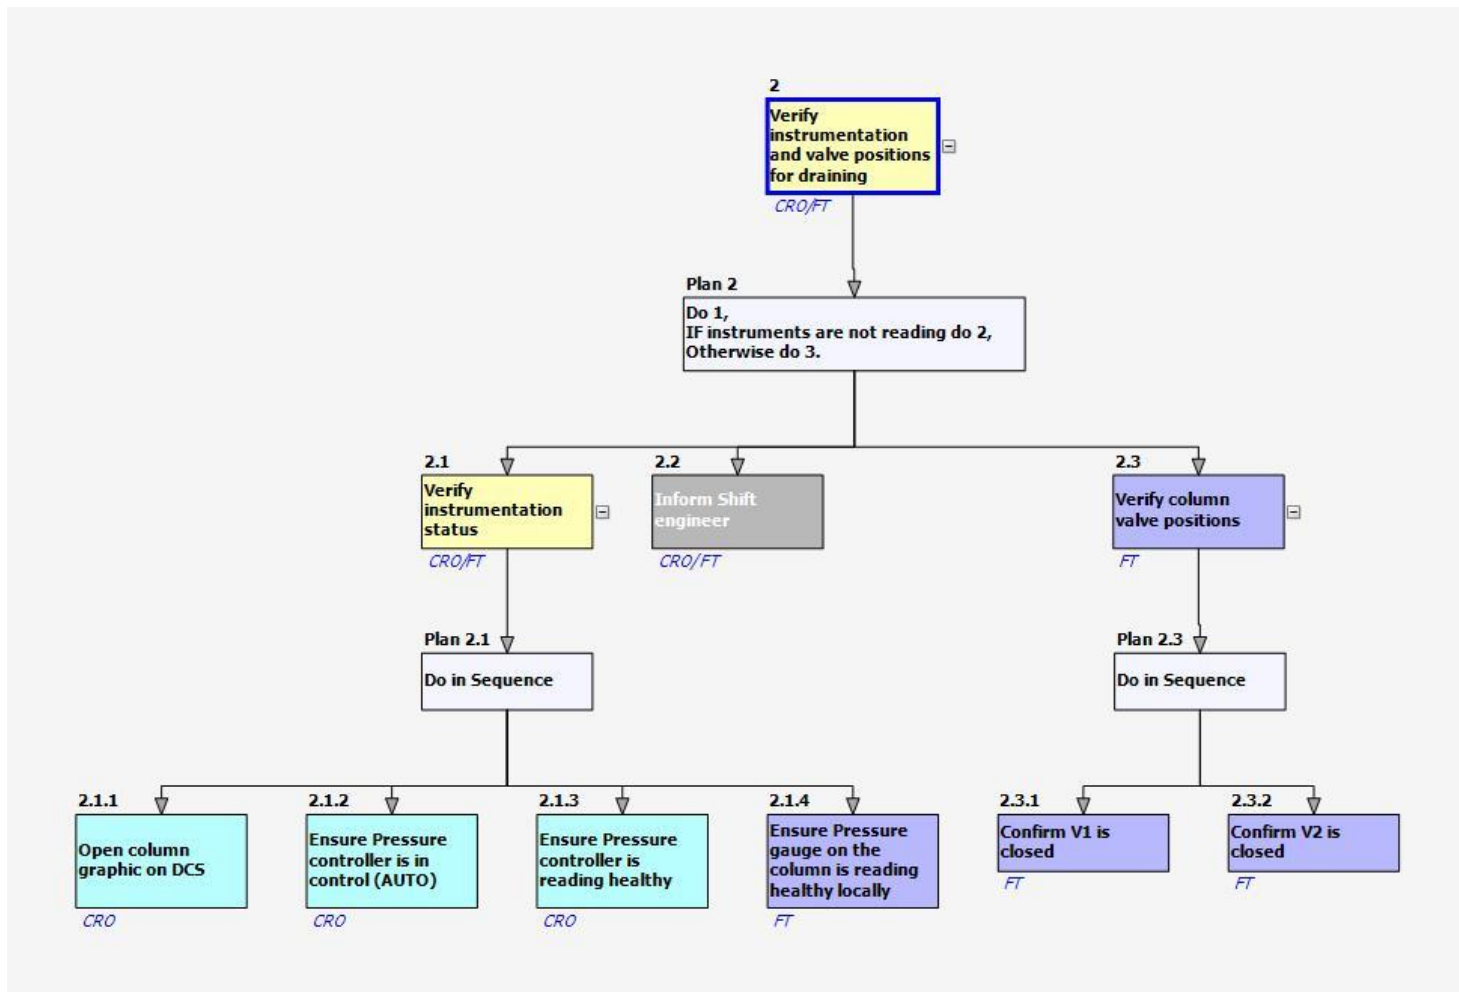 2
Verify
instrumentation
and valve positions
for draining
CRO/FT
Plan 2
Do 1,
IF instruments are not reading do 2,
Otherwise do 3.
2.1
Verify
instrumentation
status
CRO/FT
2.2
Inform Shift
engineer
CRO/FT
2.3
Verify column
valve positions
FT
Plan 2.1
Do in Sequence
Plan 2.3
Do in Sequence
2.1.1
Open column
graphic on DCS
CRO
2.1.2
Ensure Pressure
controller is in
control (AUTO)
CRO
2.1.3
Ensure Pressure
controller is
reading healthy
CRO
2.1.4
Ensure Pressure
gauge on the
column is reading
healthy locally
FT
2.3.1
Confirm V1 is
closed
FT
2.3.2
Confirm V2 is
closed
FT